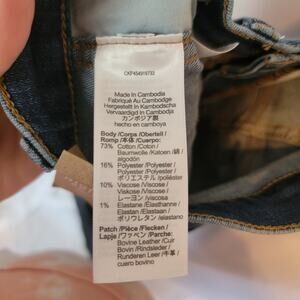 CKP454919733
Made in Cambodia
Fabriqué Au Cambodge
Hergestellt in Kambodscha
Vervaardigd in Cambodja
カンボジア製
hecho en camboya
Body /Corps /Oberteil /
Romp /本体/ /Cuerpo:
73% Cotton /Coton /
Baumwolle /Katoen /綿 /
algodón
16% Polyester /Polyester /
Polyester /Polyester /
ポリエステル /poliéster
10% Viscose /Viscose /
Viskose /Viscose /
レーヨン /viscosa
1% Elastane /Élasthanne /
Elastan /Elastaan /
ポリウレタン /elastano
Patch /Pièce /Flecken /
Lapje /ワッペン /Parche:
Bovine Leather /Cuir
Bovin /Rindsleder /
Runderen Leer /牛革 /
cuero bovino